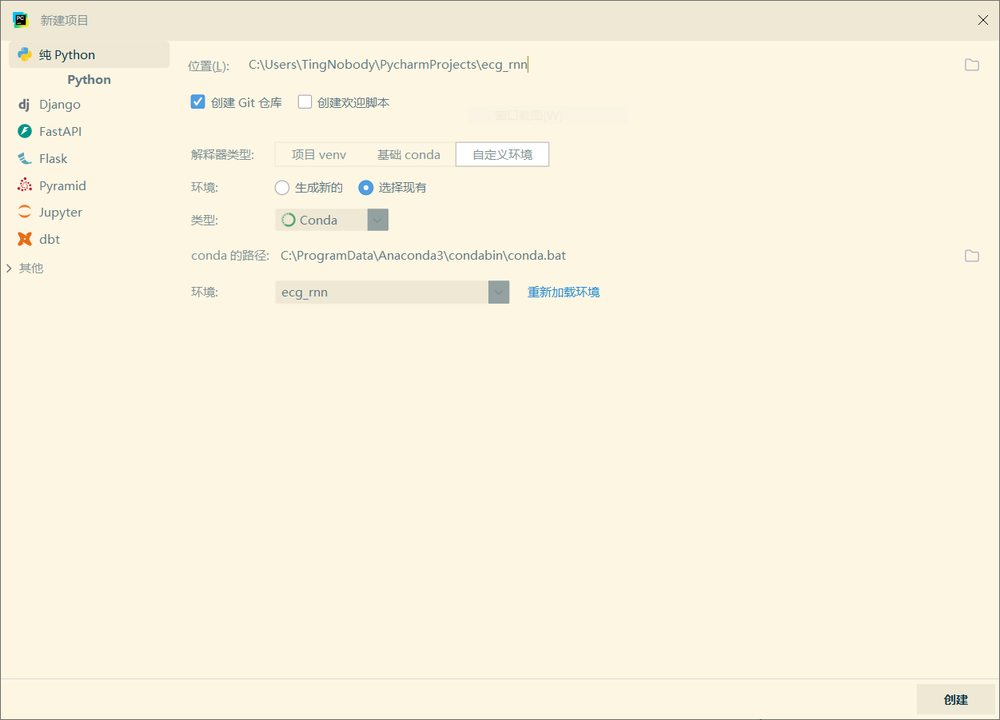 新建项目
纯 Python
Python
Django
FastAPI
Flask
Pyramid
Jupyter
dbt
其他
位置(L): C:\Users\TingNobody\PycharmProjects\ecg_rnn
创建 Git 仓库 创建欢迎脚本
窗口截图(W)
解释器类型: 项目 venv 基础 conda 自定义环境
环境: 生成新的 选择现有
类型: Conda
conda 的路径: C:\ProgramData\Anaconda3\condabin\conda.bat
环境: ecg_rnn 重新加载环境
创建